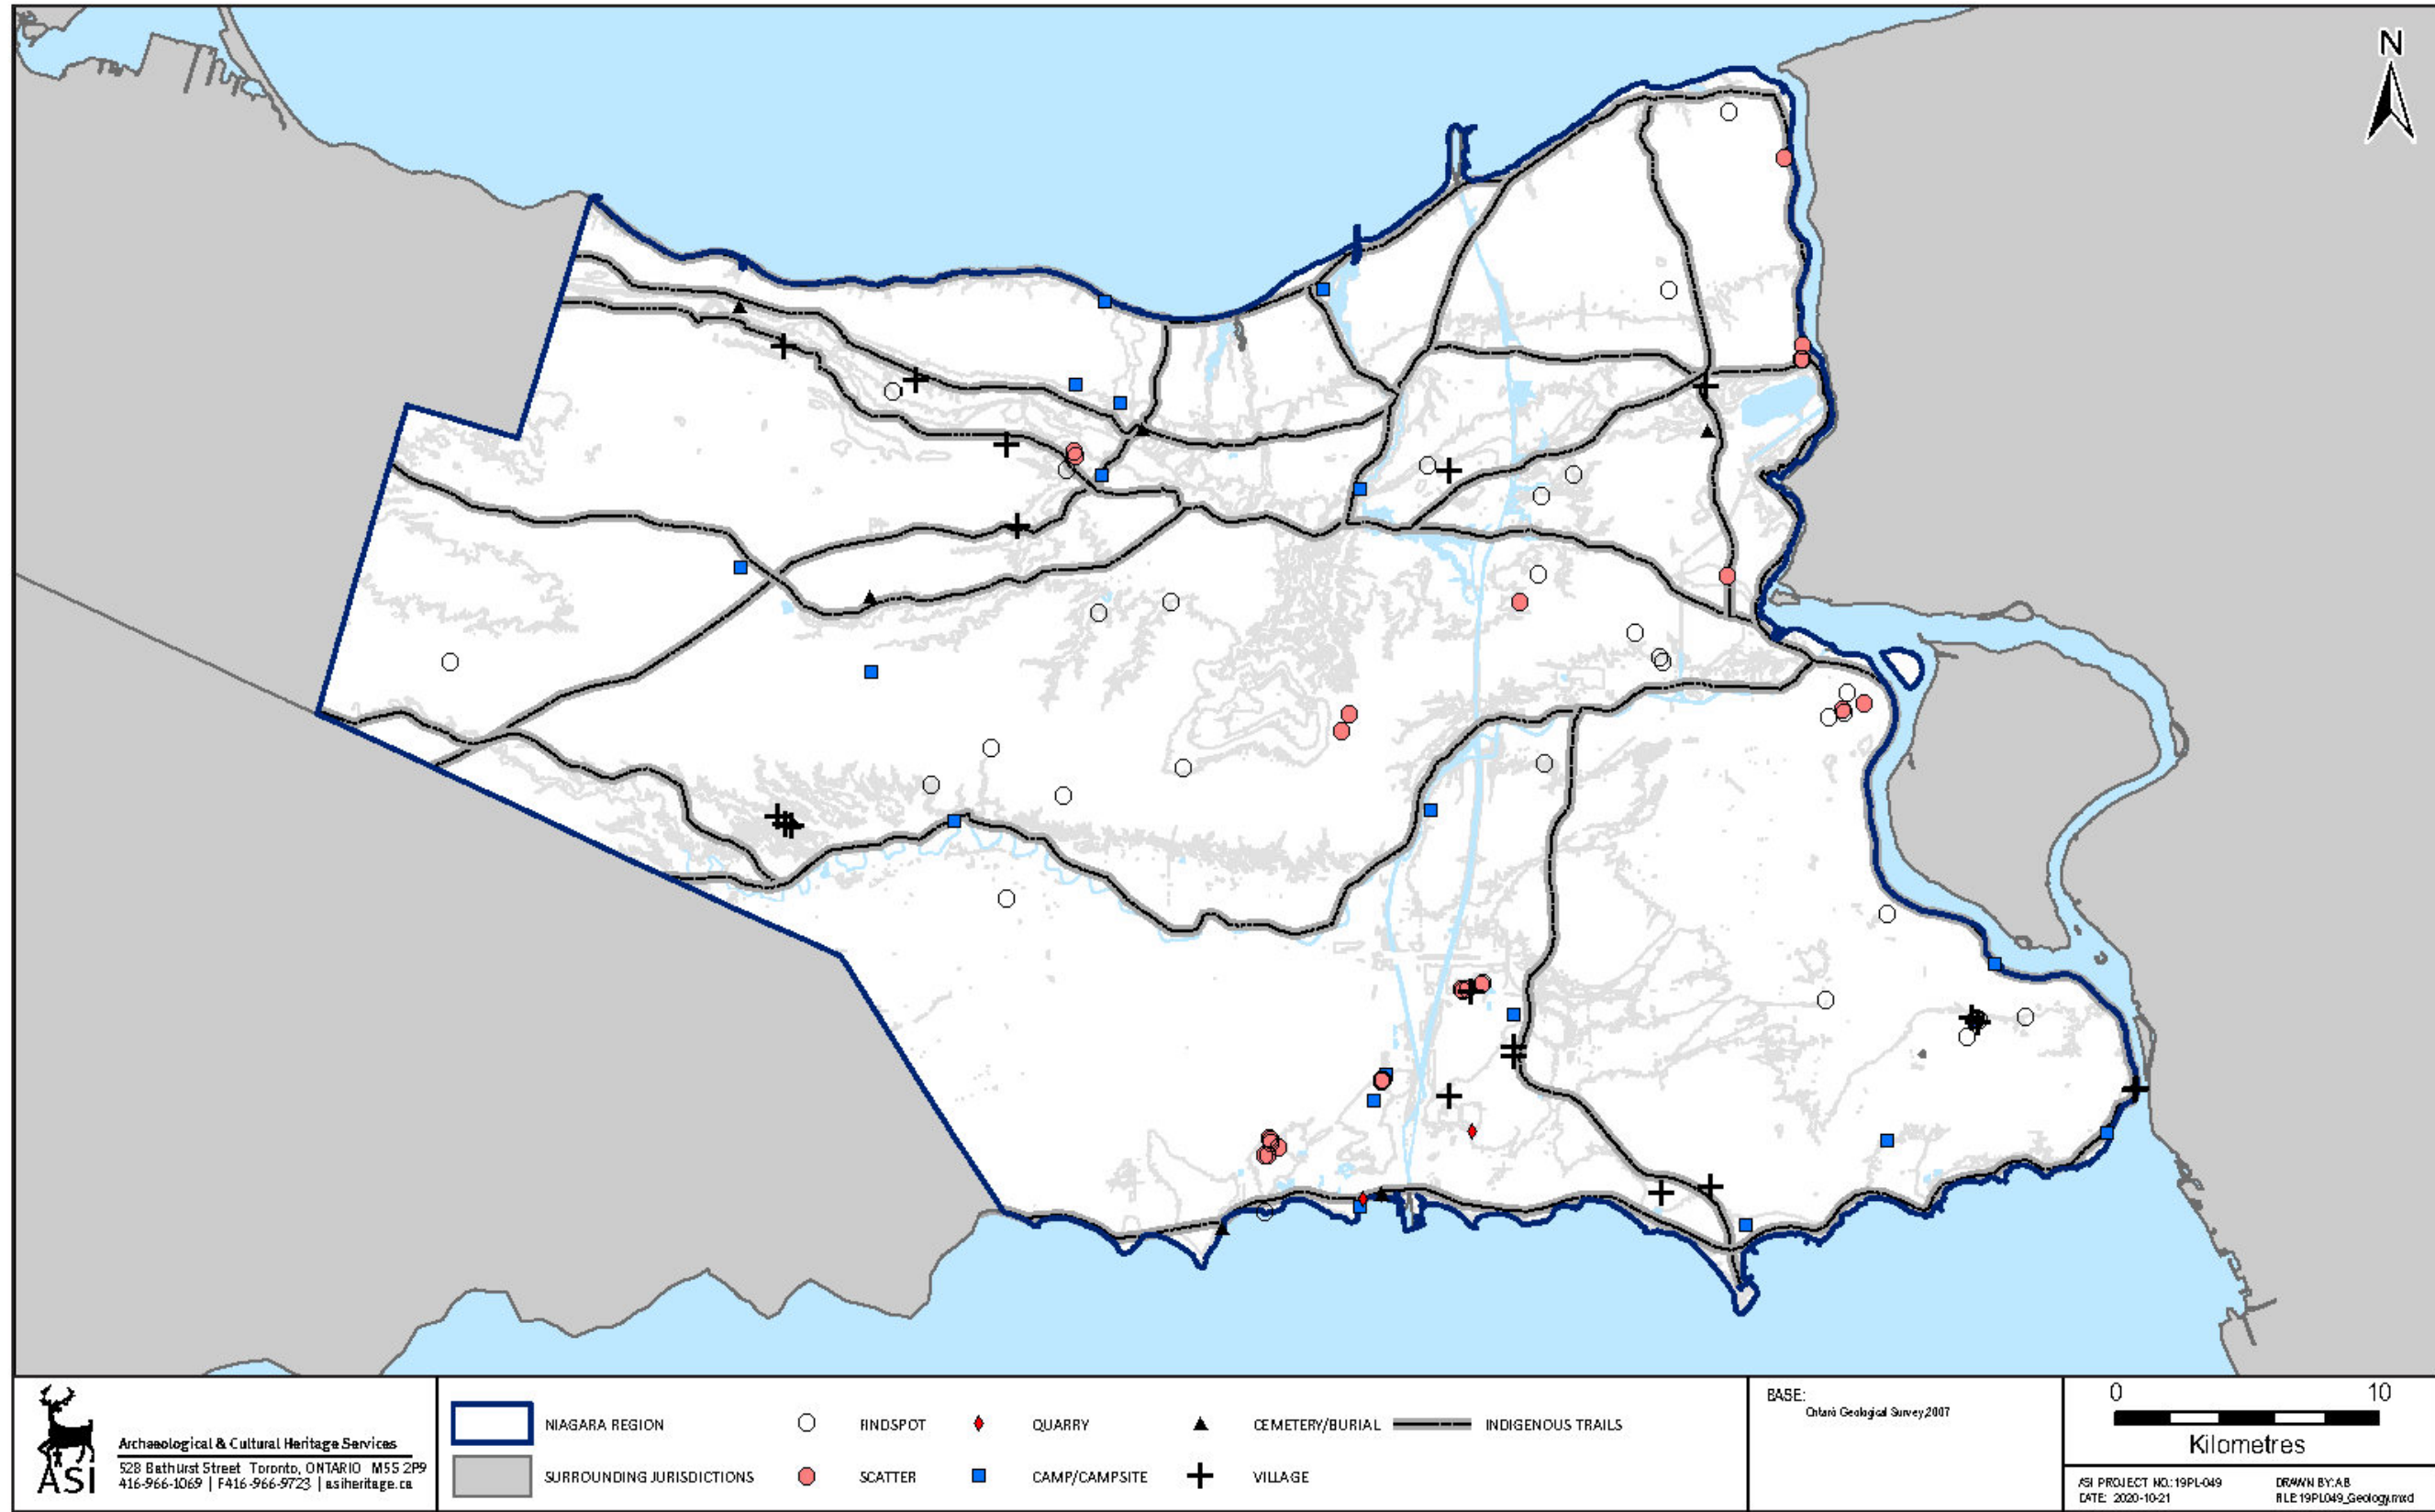 N
ASI
Archaeological & Cultural Heritage Services
528 Bathurst Street Toronto, ONTARIO M5S 2P9
416-966-1069 | F416-966-9723 | asiheritage.ca
NIAGARA REGION
SURROUNDING JURISDICTIONS
FINDSPOT
SCATTER
QUARRY
CAMP/CAMPSITE
CEMETERY/BURIAL
VILLAGE
INDIGENOUS TRAILS
BASE:
Ontario Geological Survey, 2007
0 10
Kilometres
ASI PROJECT NO.: 19PL-049
DATE: 2020-10-21
DRAWN BY: AB
FILE: 19PL049_Geology.mxd